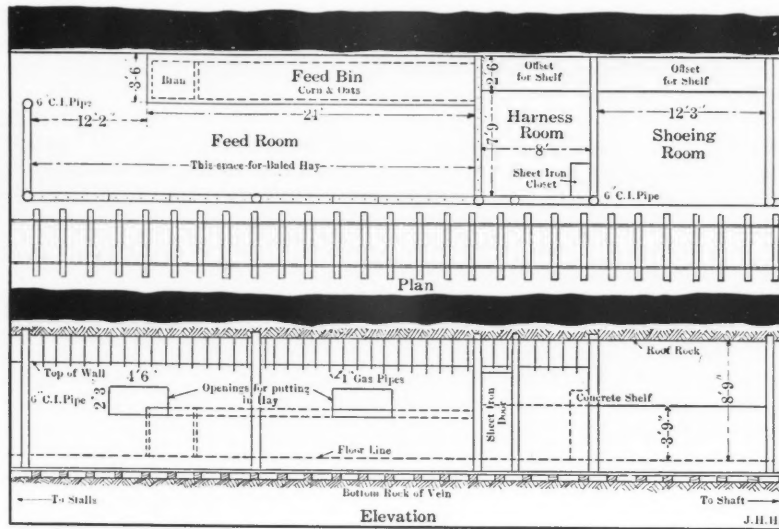 3'-6
Bran
Feed Bin
Corn & Oats
2'6
Offset
for Shelf
Offset
for Shelf
6" C.I. Pipe
12'2"
21'
Feed Room
This space for Baled Hay
7'-9"
Harness
Room
8'
Sheet Iron
Closet
12'3"
Shoeing
Room
6" C.I. Pipe
Plan
Roof Rock
Top of Wall
4'6"
Openings for putting
in Hay
1" Gas Pipes
6" C.I. Pipe
Sheet Iron
Door
Concrete Shelf
8'-9"
3'-9"
Floor Line
To Stalls
Bottom Rock of Vein
To Shaft
Elevation
J.H.H